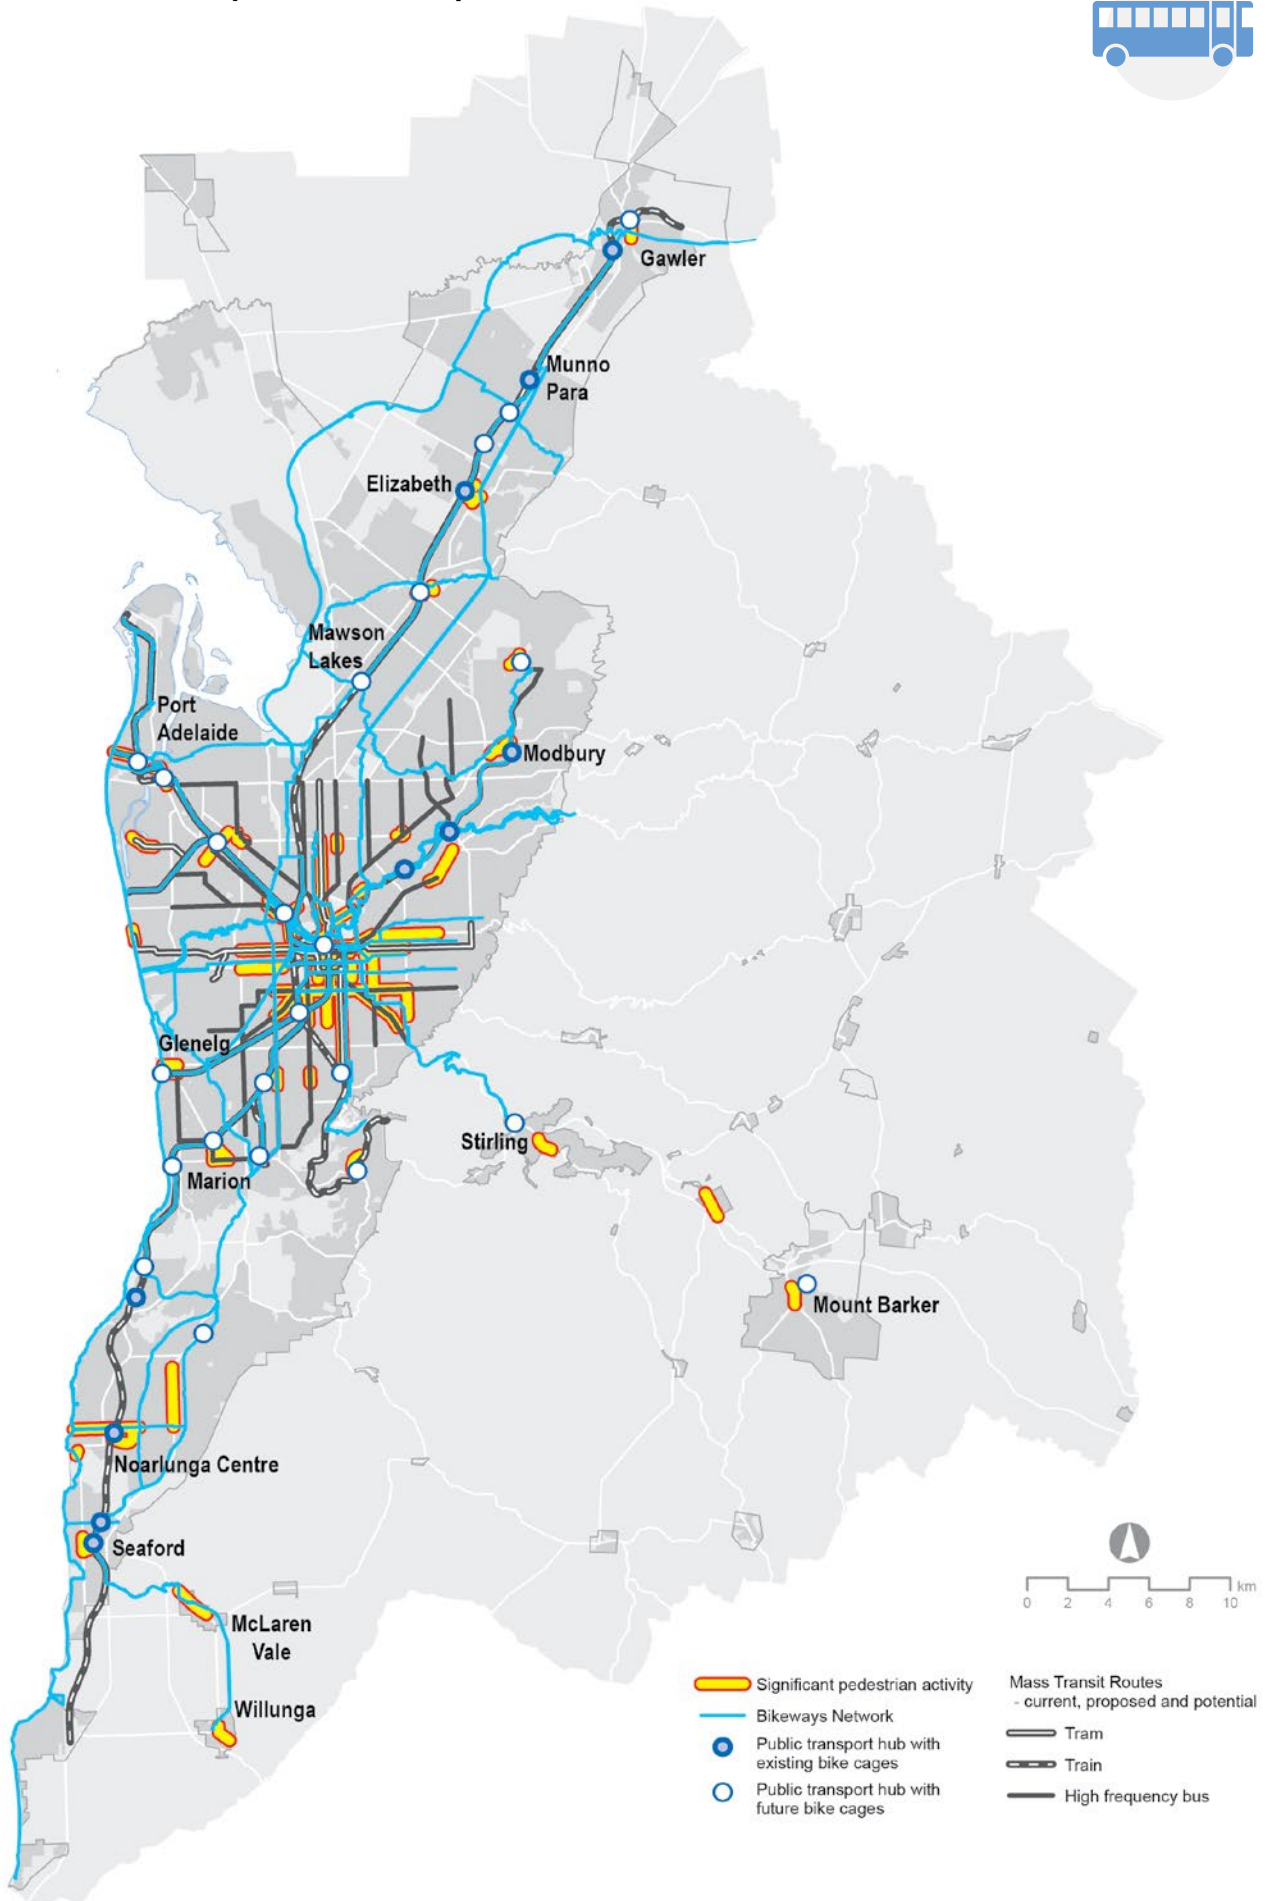 Gawler
Munno
Para
Elizabeth
Mawson
Lakes
Port
Adelaide
Modbury
Glenelg
Stirling
Marion
Mount Barker
Noarlunga Centre
Seaford
McLaren
Vale
Willunga
km
0 2 4 6 8 10
Significant pedestrian activity
Bikeways Network
Public transport hub with
existing bike cages
Public transport hub with
future bike cages
Mass Transit Routes
- current, proposed and potential
Tram
Train
High frequency bus